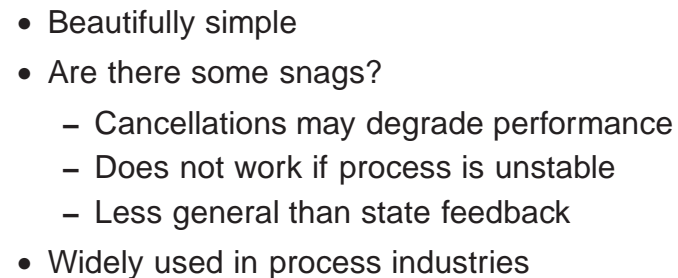 • Beautifully simple
• Are there some snags?
– Cancellations may degrade performance
– Does not work if process is unstable
– Less general than state feedback
• Widely used in process industries